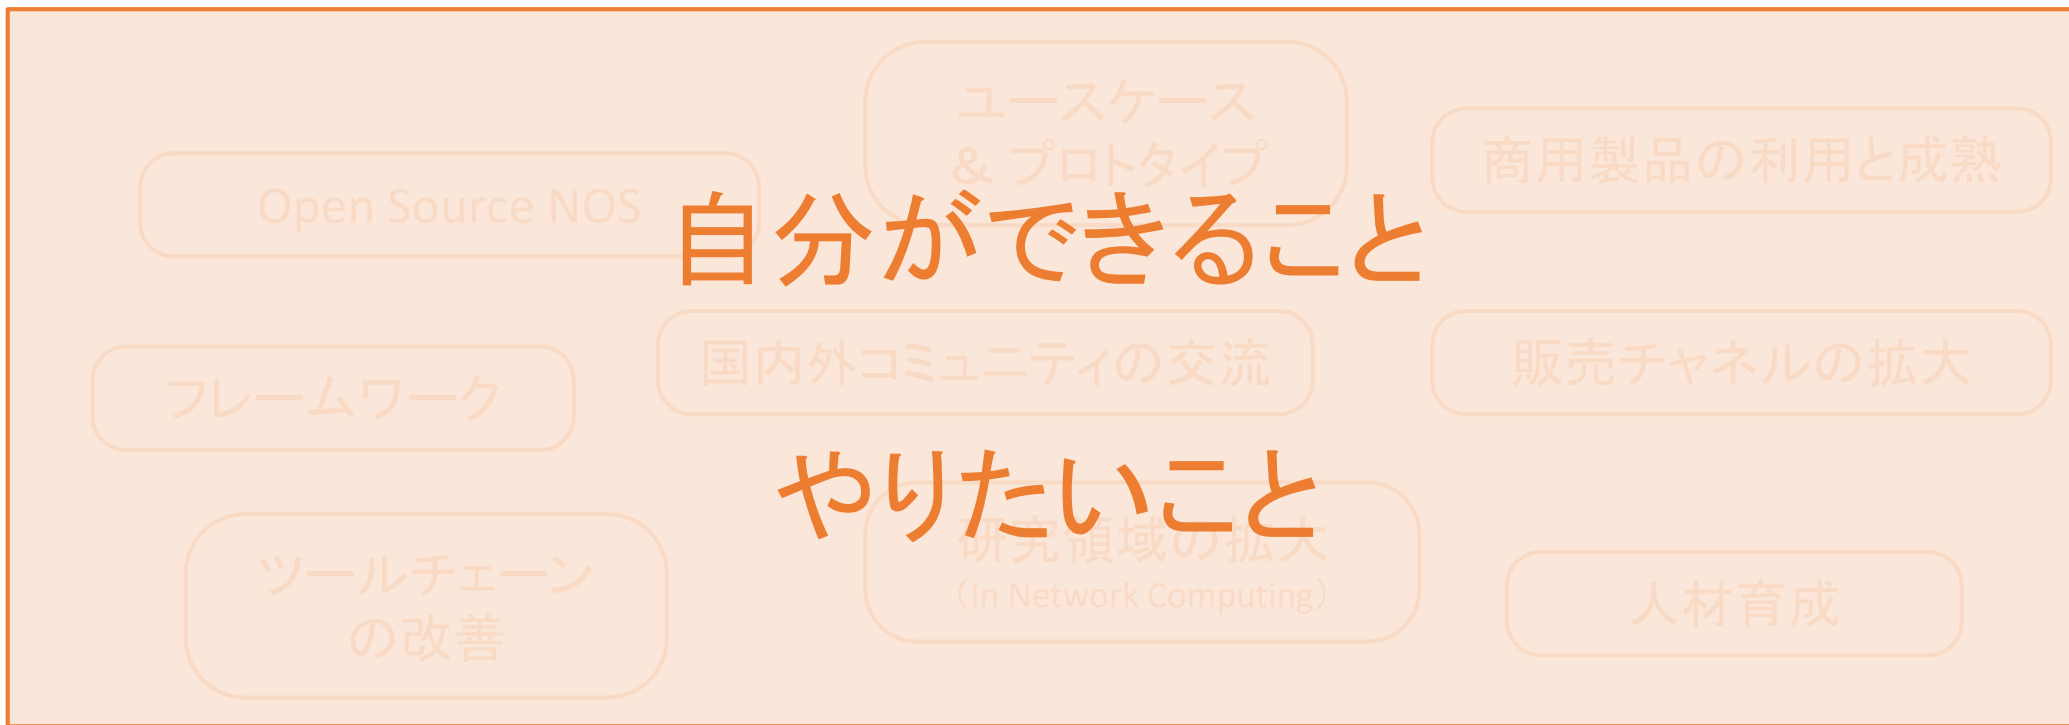 ユースケース
& プロトタイプ
商用製品の利用と成熟
Open Source NOS
自分ができること
国内外コミュニティの交流
販売チャネルの拡大
フレームワーク
やりたいこと
研究領域の拡大
（In Network Computing）
ツールチェーン
の改善
人材育成